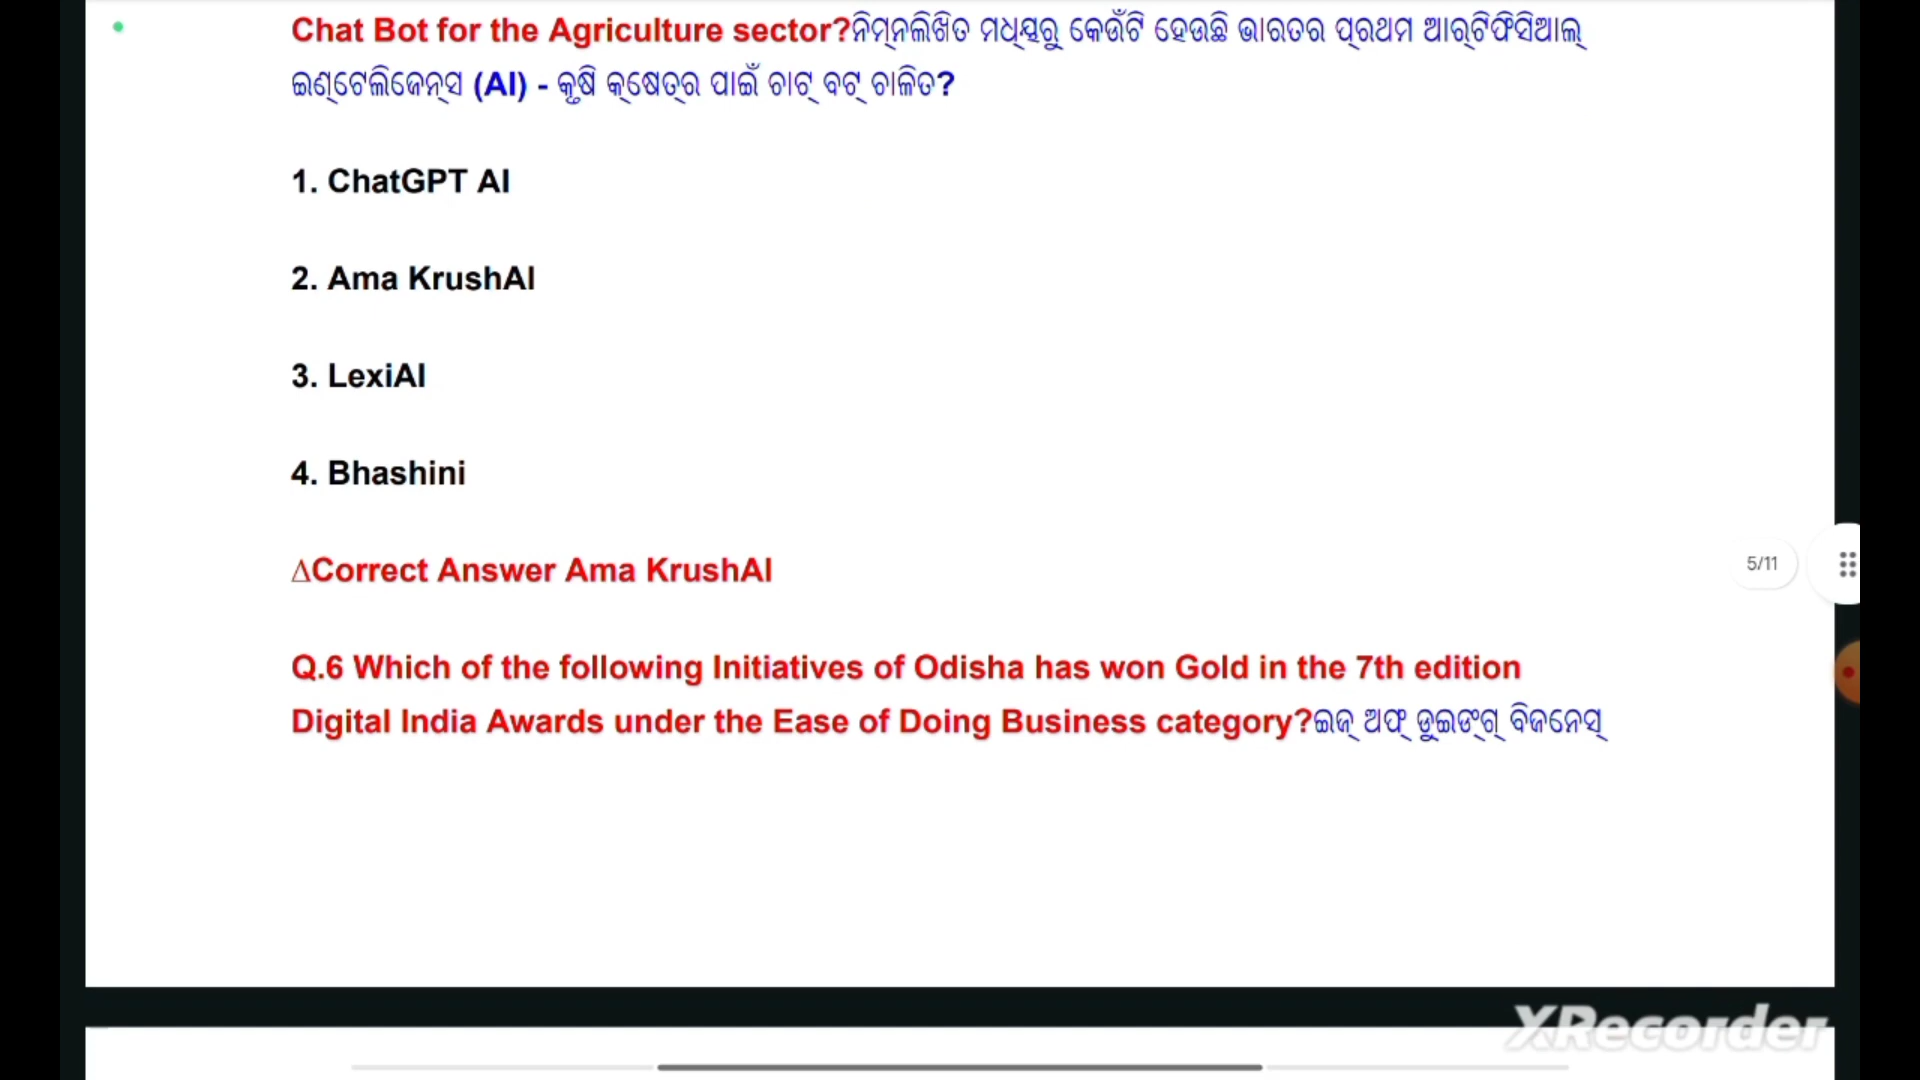 Chat Bot for the Agriculture sector?ନିମ୍ନଲିଖିତ ମଧ୍ୟରୁ କେଉଁଟି ହେଉଛି ଭାରତର ପ୍ରଥମ ଆର୍ଟିଫିସିଆଲ୍
ଇଣ୍ଟେଲିଜେନ୍ସ (AI) - କୃଷି କ୍ଷେତ୍ର ପାଇଁ ଚାଟ୍ ବଟ୍ ଚାଳିତ?
1. ChatGPT AI
2. Ama KrushAI
3. LexiAI
4. Bhashini
∆Correct Answer Ama KrushAI
5/11
Q.6 Which of the following Initiatives of Odisha has won Gold in the 7th edition
Digital India Awards under the Ease of Doing Business category?ଇଜ୍ ଅଫ୍ ଡୁଇଙ୍ଗ୍ ବିଜନେସ୍
XRecorder